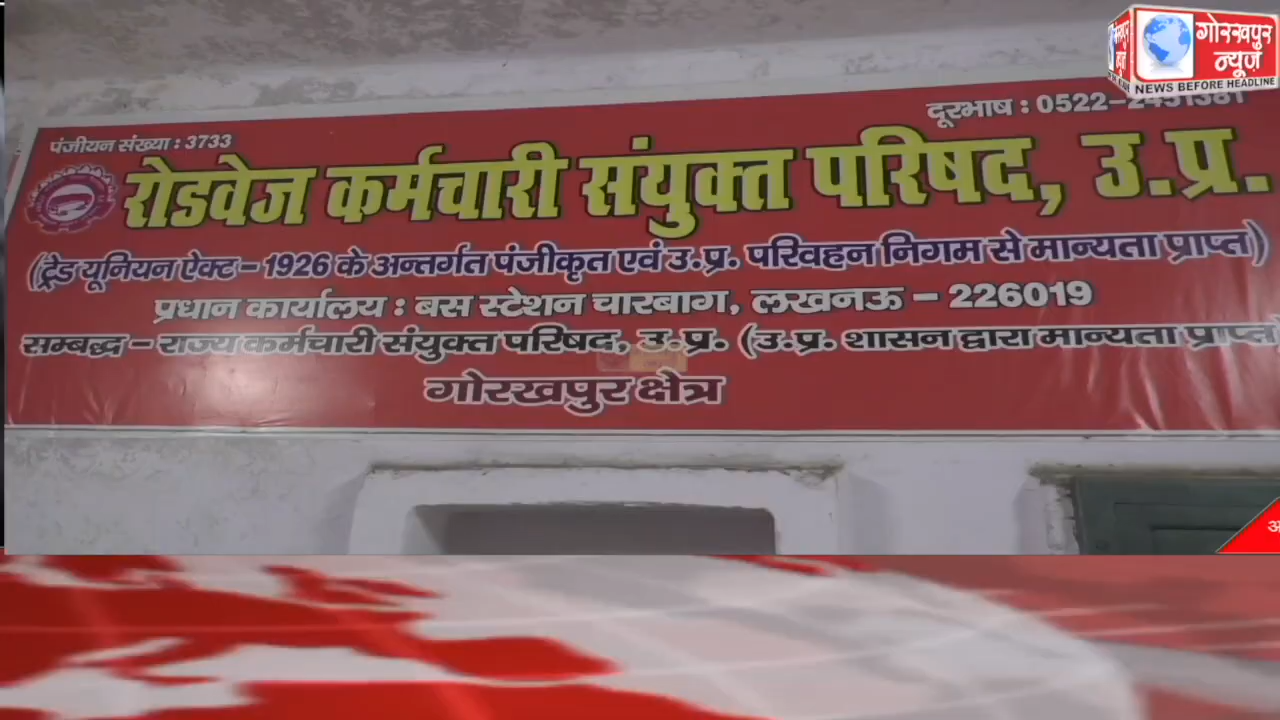 गोरखपुर
न्यूज़
NEWS BEFORE HEADLINE
पंजीयन संख्या : 3733
दूरभाष : 0522-
रोडवेज कर्मचारी संयुक्त परिषद, उ.प्र.
(ट्रेड यूनियन ऐक्ट - 1926 के अन्तर्गत पंजीकृत एवं उ.प्र. परिवहन निगम से मान्यता प्राप्त)
प्रधान कार्यालय : बस स्टेशन चारबाग, लखनऊ - 226019
सम्बद्ध - राज्य कर्मचारी संयुक्त परिषद, उ.प्र. (उ.प्र. शासन द्वारा मान्यता प्राप्त
गोरखपुर क्षेत्र